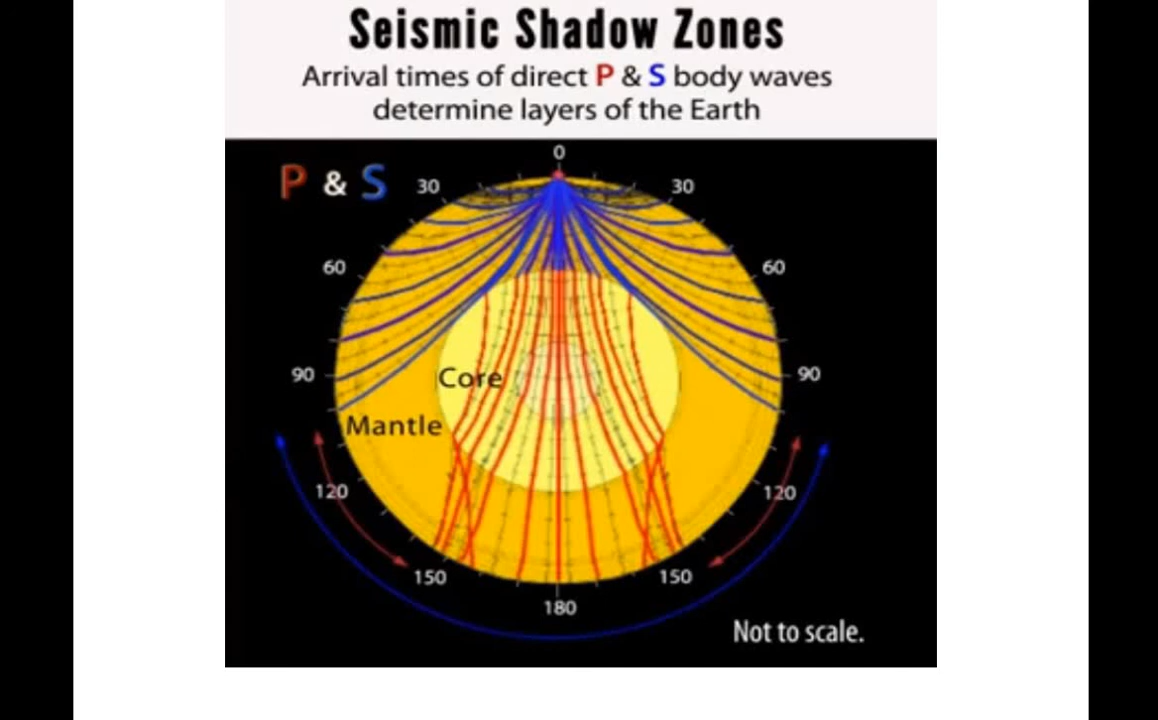 Seismic Shadow Zones
Arrival times of direct P & S body waves
determine layers of the Earth
P & S
0
30
30
60
60
90
90
Core
Mantle
120
120
150
150
180
Not to scale.